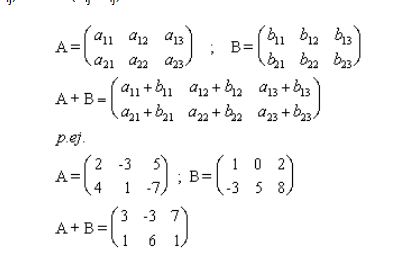 A = ( a11 a12 a13 ; B = ( b11 b12 b13
a21 a22 a23 ) b21 b22 b23 )
A + B = ( a11 + b11 a12 + b12 a13 + b13
a21 + b21 a22 + b22 a23 + b23 )
p.ej.
A = ( 2 -3 5 ; B = ( 1 0 2
4 1 -7 ) -3 5 8 )
A + B = ( 3 -3 7
1 6 1 )